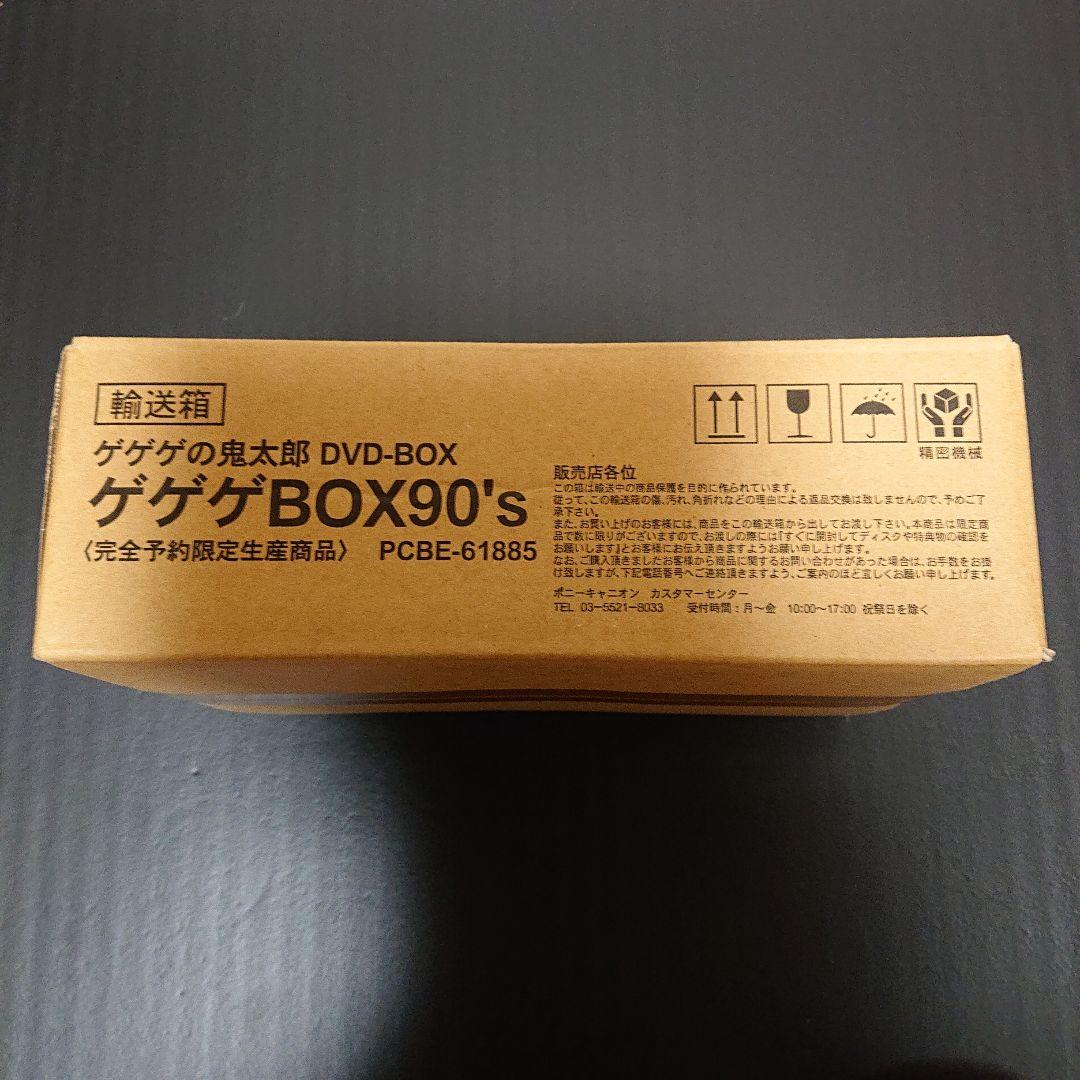 輸送箱
ゲゲゲの鬼太郎 DVD-BOX
ゲゲゲBOX90's
〈完全予約限定生産商品〉 PCBE-61885
精密機械
販売店各位
この箱は輸送中の商品保護を目的に作られています。
従って、この輸送箱の傷、汚れ、角折れなどの理由による返品交換は致しませんので、予めご了
承下さい。
また、お買い上げのお客様には、商品をこの輸送箱から出してお渡し下さい。本商品は限定商
品で数に限りがございますので、お渡しの際には『すぐに開封してディスクや特典物の確認を
お願いします』とお客様にお伝え頂きますようお願い申し上げます。
なお、ご購入頂きましたお客様から商品に関するお問い合わせがあった場合は、お手数をお掛
け致しますが、下記電話番号へご連絡頂きますよう、ご案内のほど宜しくお願い申し上げます。
ポニーキャニオン カスタマーセンター
TEL 03-5521-8033 受付時間：月〜金 10:00〜17:00 祝祭日を除く